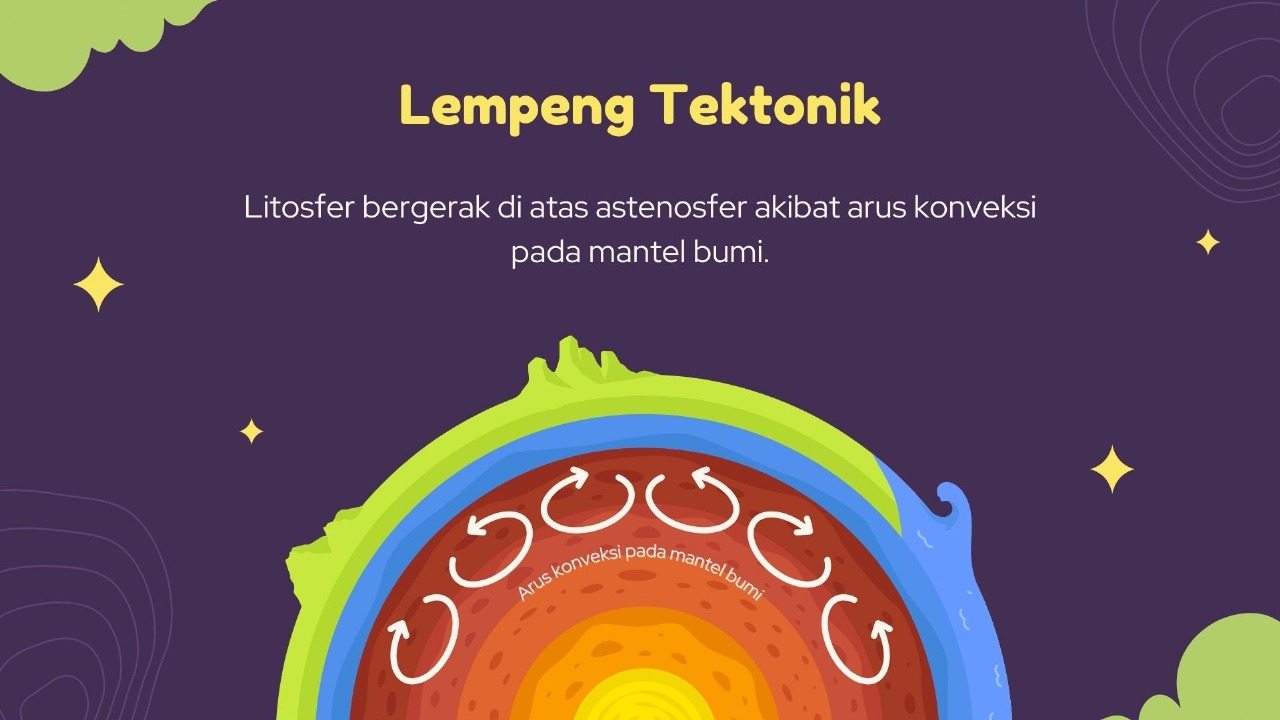 Lempeng Tektonik
Litosfer bergerak di atas astenosfer akibat arus konveksi
pada mantel bumi.
Arus konveksi pada mantel bumi